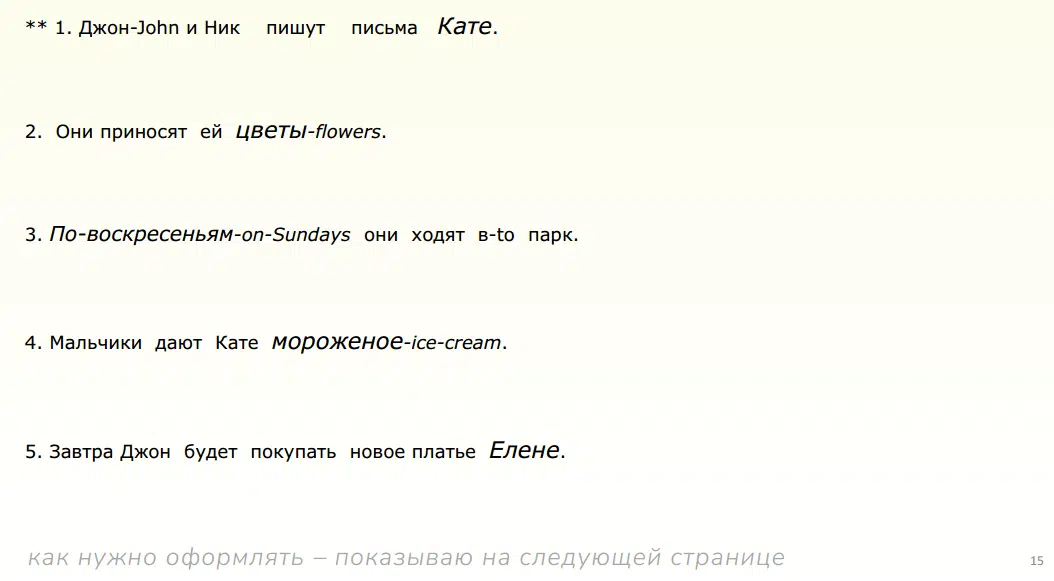 ** 1. Джон-John и Ник пишут письма Кате.
2. Они приносят ей цветы-flowers.
3. По-воскресеньям-on-Sundays они ходят в-to парк.
4. Мальчики дают Кате мороженое-ice-cream.
5. Завтра Джон будет покупать новое платье Елене.
как нужно оформлять – показываю на следующей странице
15